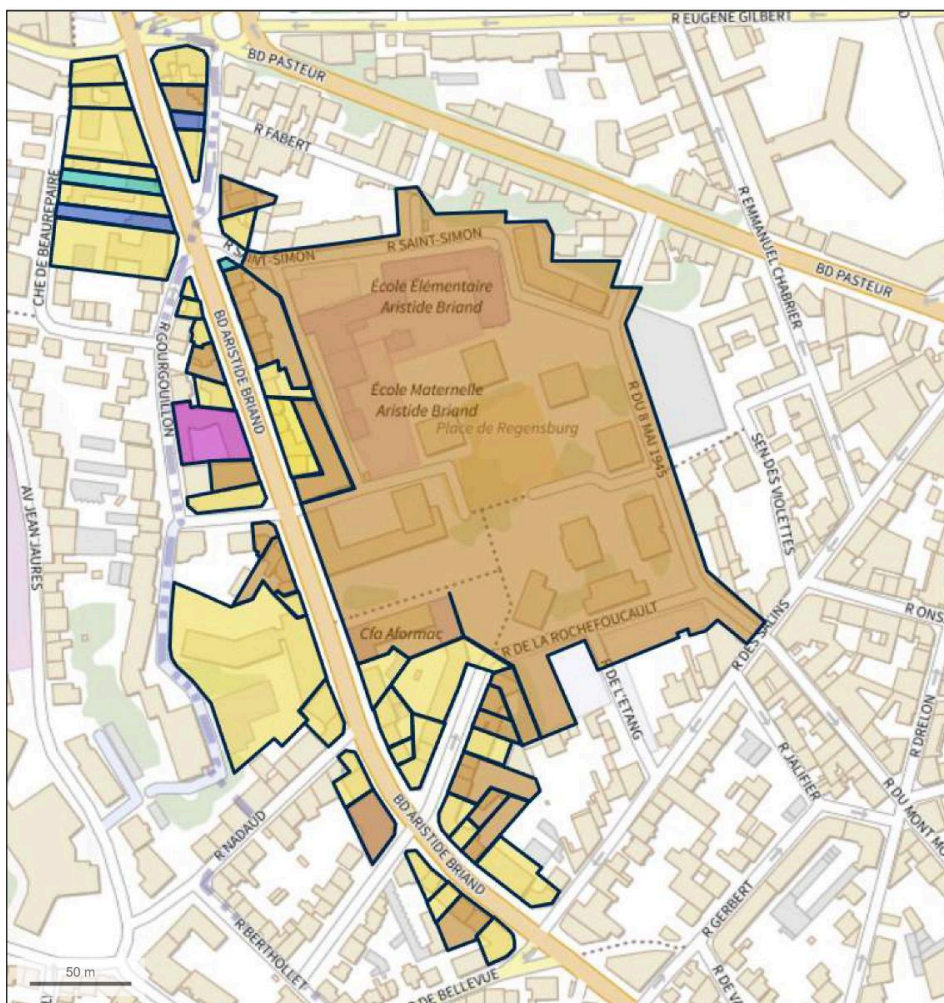 R EUGENE GILBERT
BD PASTEUR
R FABERT
CHE DE BEAUREPAIRE
R EMMANUEL CHABRIER
R SAINT-SIMON
R SAINT-SIMON
BD PASTEUR
École Élémentaire
Aristide Briand
R GOURGOUILLON
BD ARISTIDE BRIAND
École Maternelle
Aristide Briand
Place de Regensburg
R DU 8 MAI 1945
SEN DES VIOLETTES
AV JEAN JAURES
R ONS
Cfa Aformac
R DE LA ROCHEFOUCAULT
R DES SALINS
R DE L'ETANG
R DRELON
R JALIFIER
R DU MONT MO
R NADAUD
BD ARISTIDE BRIAND
R GERBERT
R BERTHOLLET
50 m
R DE BELLEVUE